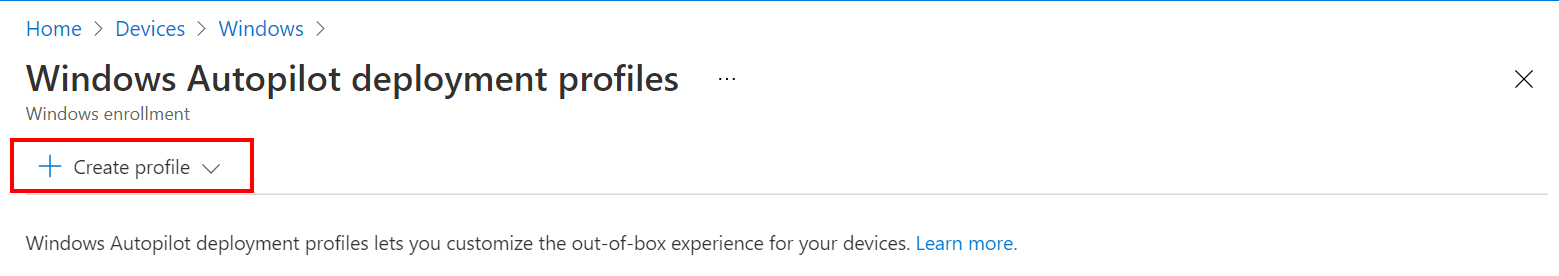 Home > Devices > Windows >
Windows Autopilot deployment profiles ...
Windows enrollment
+ Create profile
Windows Autopilot deployment profiles lets you customize the out-of-box experience for your devices. Learn more.